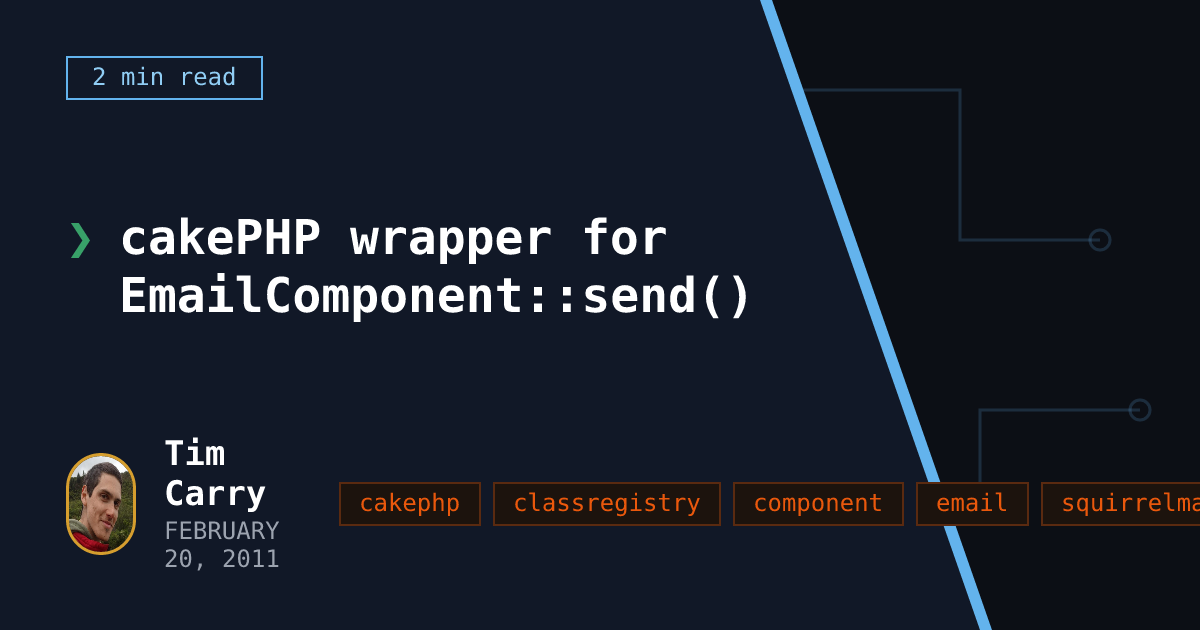 2 min read
❯ cakePHP wrapper for
EmailComponent::send()
Tim
Carry
FEBRUARY
20, 2011
cakephp classregistry component email